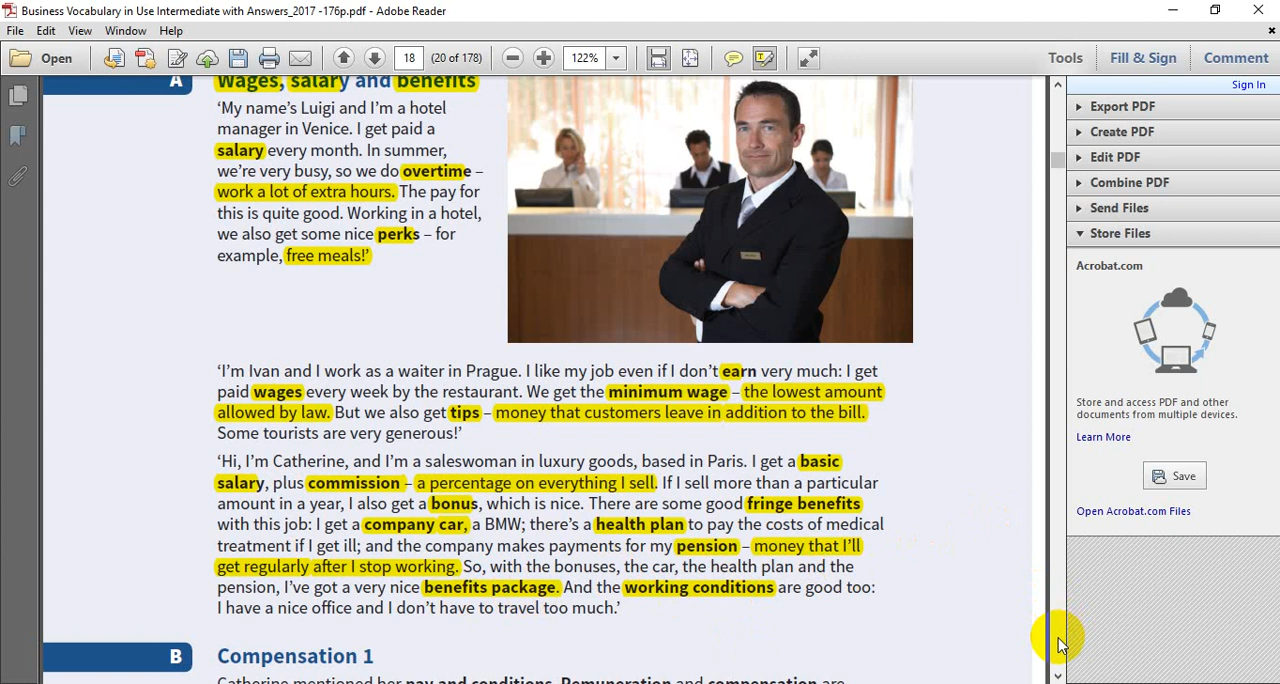 Business Vocabulary in Use Intermediate with Answers_2017 -176p.pdf - Adobe Reader
File Edit View Window Help
Open 18 (20 of 178) 122% Tools Fill & Sign Comment
Sign In
Export PDF
Create PDF
Edit PDF
Combine PDF
Send Files
Store Files
Acrobat.com
Store and access PDF and other
documents from multiple devices.
Learn More
Save
Open Acrobat.com Files
A Wages, salary and benefits
‘My name’s Luigi and I’m a hotel
manager in Venice. I get paid a
salary every month. In summer,
we’re very busy, so we do overtime –
work a lot of extra hours. The pay for
this is quite good. Working in a hotel,
we also get some nice perks – for
example, free meals!’
‘I’m Ivan and I work as a waiter in Prague. I like my job even if I don’t earn very much: I get
paid wages every week by the restaurant. We get the minimum wage – the lowest amount
allowed by law. But we also get tips – money that customers leave in addition to the bill.
Some tourists are very generous!’
‘Hi, I’m Catherine, and I’m a saleswoman in luxury goods, based in Paris. I get a basic
salary, plus commission – a percentage on everything I sell. If I sell more than a particular
amount in a year, I also get a bonus, which is nice. There are some good fringe benefits
with this job: I get a company car, a BMW; there’s a health plan to pay the costs of medical
treatment if I get ill; and the company makes payments for my pension – money that I’ll
get regularly after I stop working. So, with the bonuses, the car, the health plan and the
pension, I’ve got a very nice benefits package. And the working conditions are good too:
I have a nice office and I don’t have to travel too much.’
B Compensation 1
Catherine mentioned her pay and conditions. Remuneration and compensation are